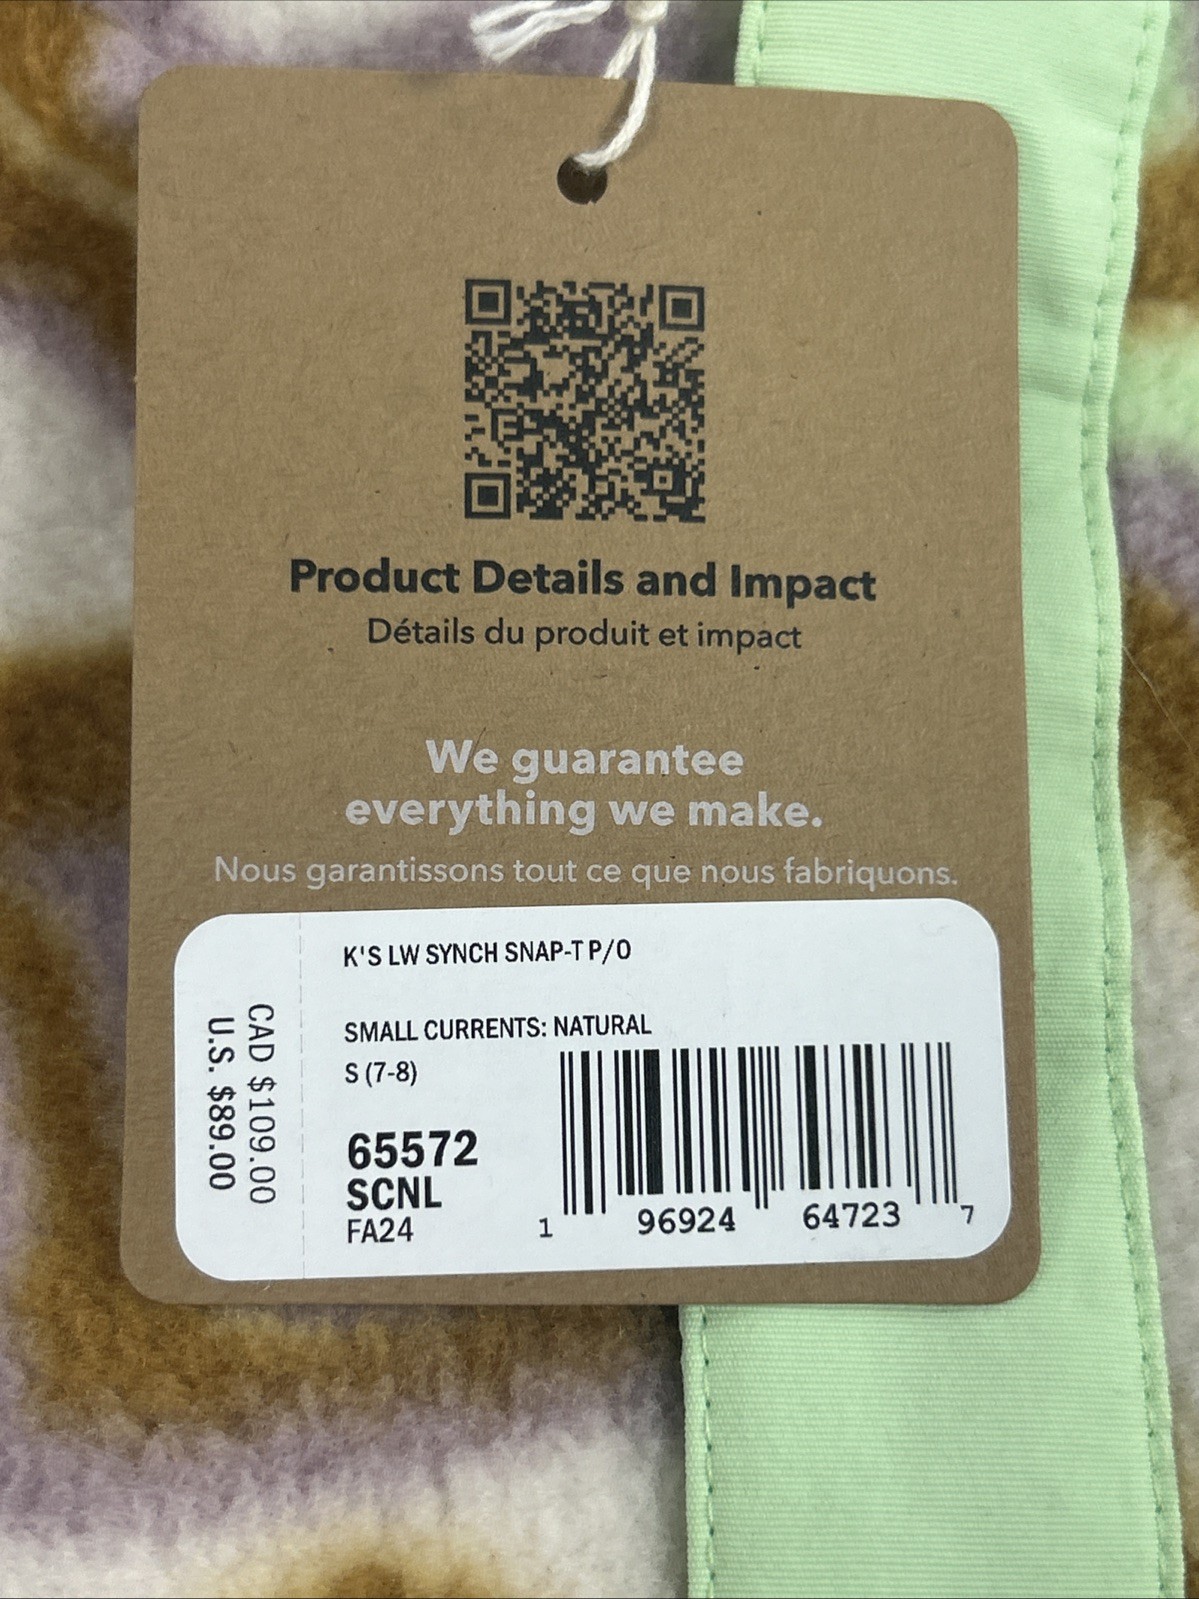 Product Details and Impact
Détails du produit et impact
We guarantee
everything we make.
Nous garantissons tout ce que nous fabriquons.
K'S LW SYNCH SNAP-T P/O
SMALL CURRENTS: NATURAL
S (7-8)
65572
SCNL
FA24
1 96924 64723 7
CAD $109.00
U.S. $89.00